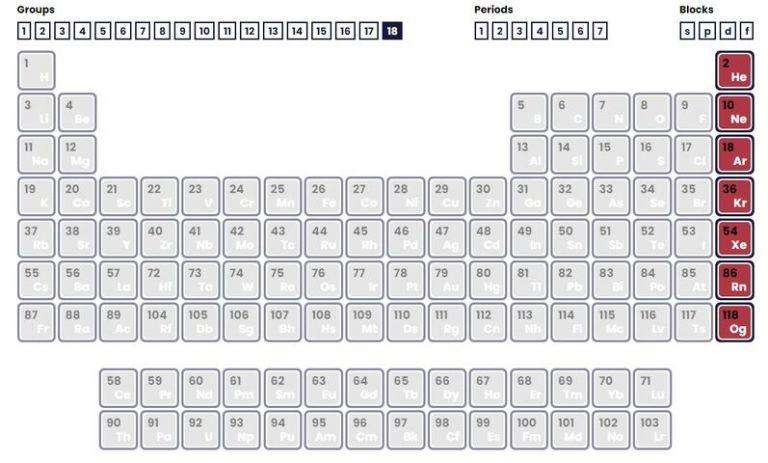 Groups Periods Blocks
1 2 3 4 5 6 7 8 9 10 11 12 13 14 15 16 17 18 1 2 3 4 5 6 7 s p d f
1 2
H He
3 4 5 6 7 8 9 10
Li Be B C N O F Ne
11 12 13 14 15 16 17 18
Na Mg Al Si P S Cl Ar
19 20 21 22 23 24 25 26 27 28 29 30 31 32 33 34 35 36
K Ca Sc Ti V Cr Mn Fe Co Ni Cu Zn Ga Ge As Se Br Kr
37 38 39 40 41 42 43 44 45 46 47 48 49 50 51 52 53 54
Rb Sr Y Zr Nb Mo Tc Ru Rh Pd Ag Cd In Sn Sb Te I Xe
55 56 57 72 73 74 75 76 77 78 79 80 81 82 83 84 85 86
Cs Ba La Hf Ta W Re Os Ir Pt Au Hg Tl Pb Bi Po At Rn
87 88 89 104 105 106 107 108 109 110 111 112 113 114 115 116 117 118
Fr Ra Ac Rf Db Sg Bh Hs Mt Ds Rg Cn Nh Fl Mc Lv Ts Og
58 59 60 61 62 63 64 65 66 67 68 69 70 71
Ce Pr Nd Pm Sm Eu Gd Tb Dy Ho Er Tm Yb Lu
90 91 92 93 94 95 96 97 98 99 100 101 102 103
Th Pa U Np Pu Am Cm Bk Cf Es Fm Md No Lr